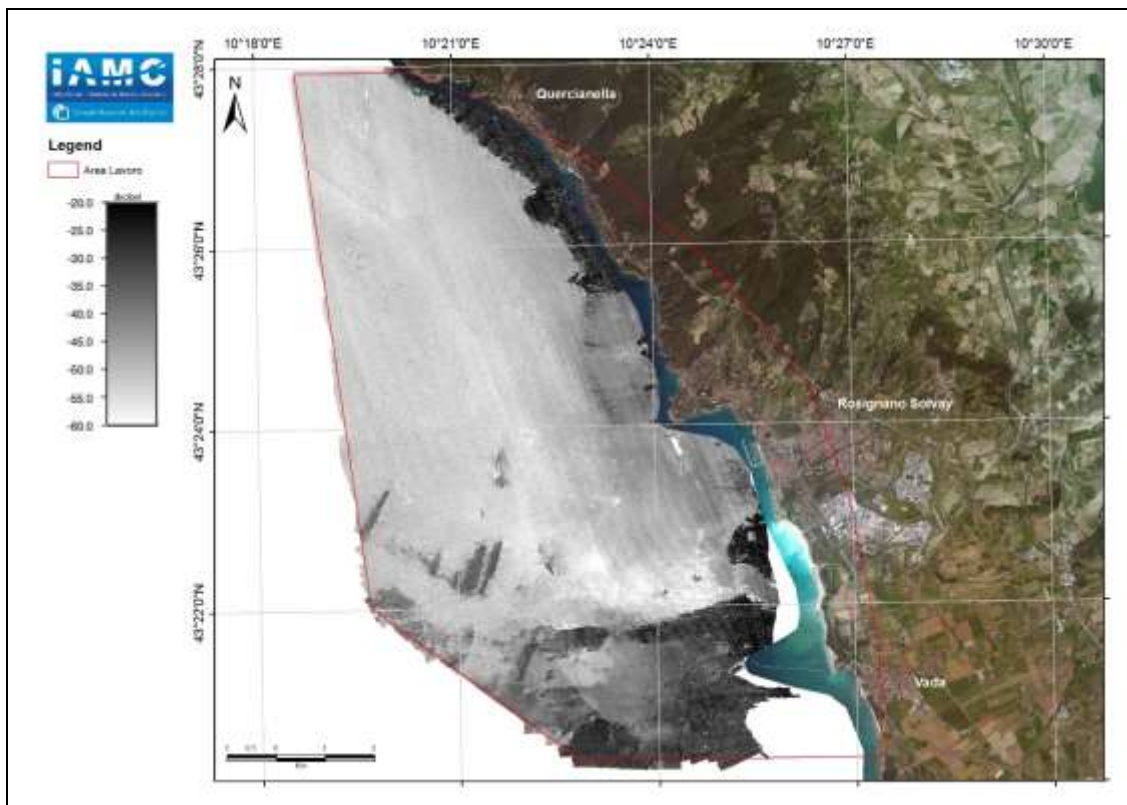 10°18'0"E 10°21'0"E 10°24'0"E 10°27'0"E 10°30'0"E
43°28'0"N
iAMC
N
Quercianella
Legend
Area Lavoro
decibel
-20.0
-25.0
-30.0
-35.0
-40.0
-45.0
-50.0
-55.0
-60.0
43°26'0"N
Rosignano Solvay
43°24'0"N
43°22'0"N
Vada
Km